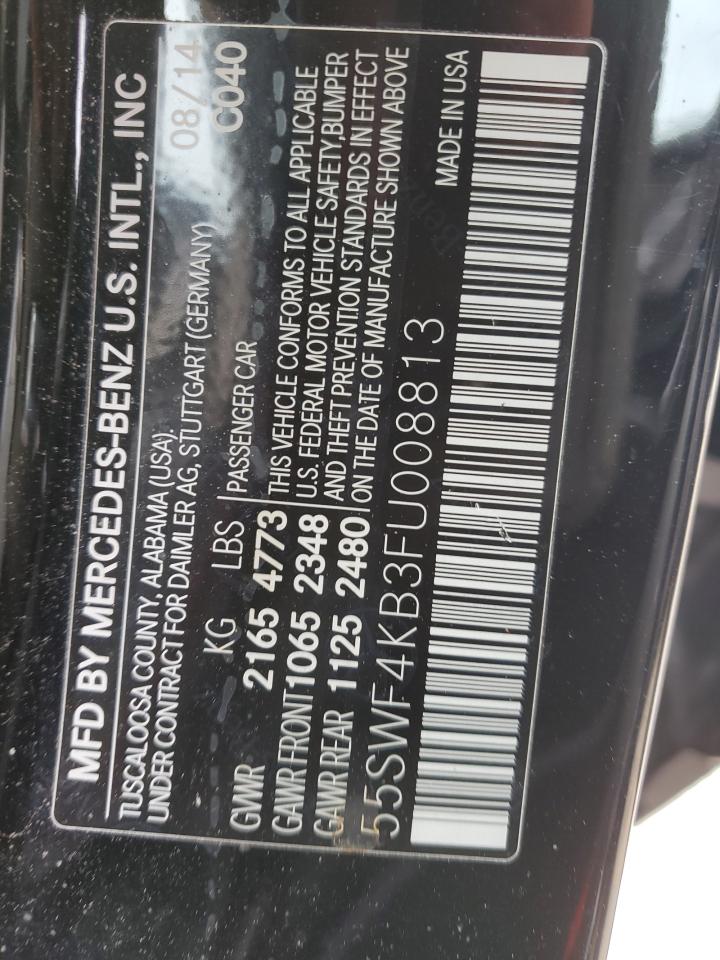 MFD BY MERCEDES-BENZ U.S. INTL., INC
TUSCALOOSA COUNTY, ALABAMA (USA). 08/14
UNDER CONTRACT FOR DAIMLER AG, STUTTGART (GERMANY) C040
KG LBS PASSENGER CAR
GVWR 2165 4773 THIS VEHICLE CONFORMS TO ALL APPLICABLE
GAWR FRONT 1065 2348 U.S. FEDERAL MOTOR VEHICLE SAFETY,BUMPER
GAWR REAR 1125 2480 AND THEFT PREVENTION STANDARDS IN EFFECT
ON THE DATE OF MANUFACTURE SHOWN ABOVE
55SWF4KB3FU008813 MADE IN USA
Benz